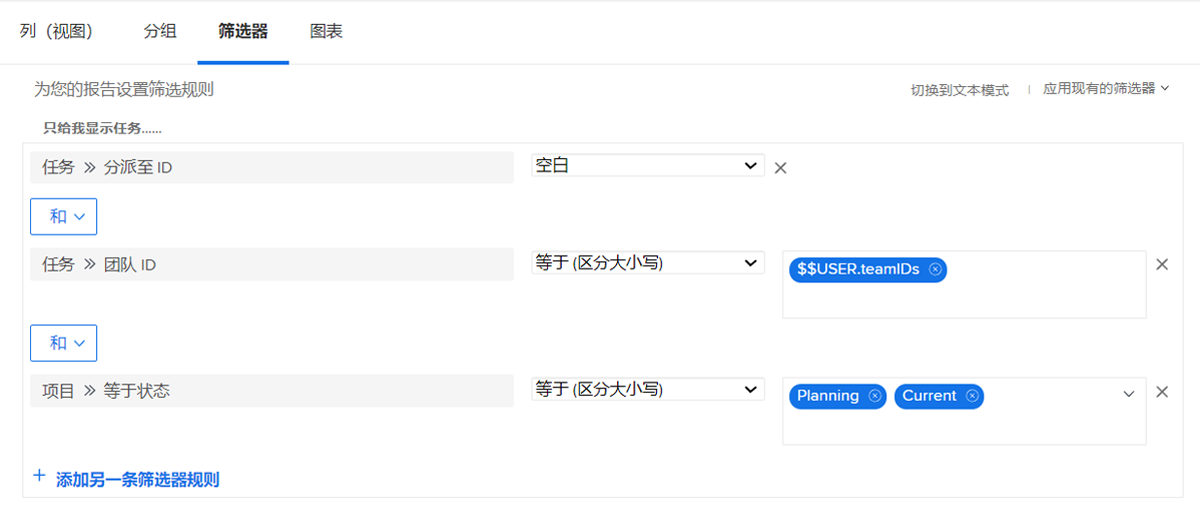 列（视图） 分组 筛选器 图表
为您的报告设置筛选规则 切换到文本模式 | 应用现有的筛选器
只给我显示任务......
任务 >> 分派至 ID 空白
和
任务 >> 团队 ID 等于 (区分大小写) $$USER.teamIDs
和
项目 >> 等于状态 等于 (区分大小写) Planning Current
+ 添加另一条筛选器规则